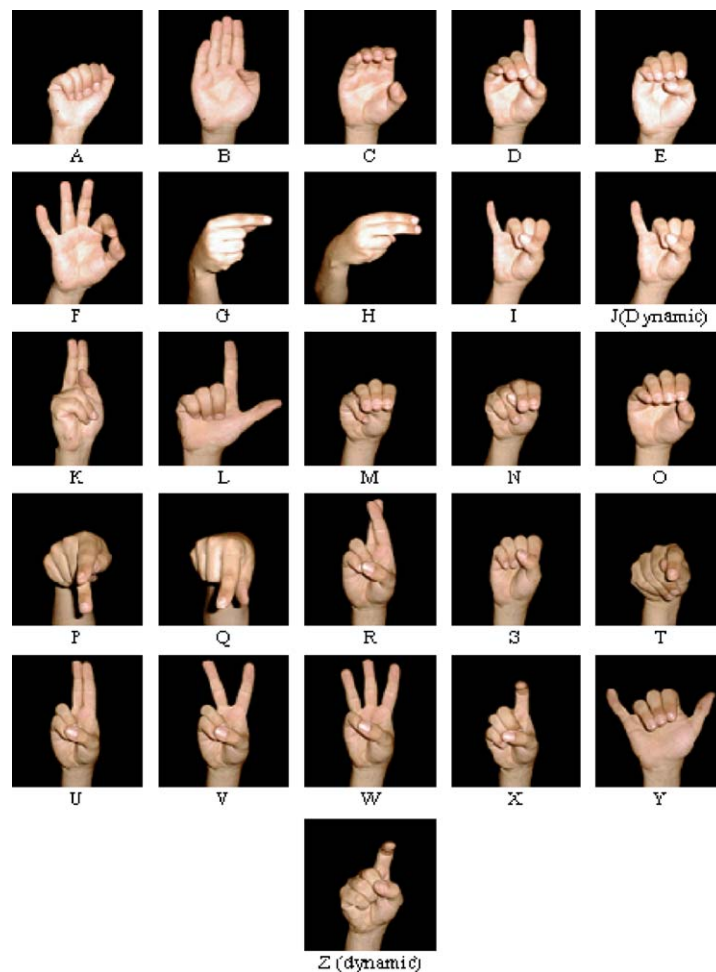 A B C D E
F G H I J(Dynamic)
K L M N O
P Q R S T
U V W X Y
Z (dynamic)